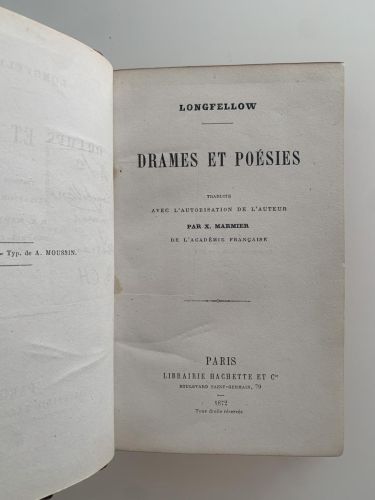 Typ. de A. MOUSSIN.
LONGFELLOW
DRAMES ET POÉSIES
TRADUITS
AVEC L'AUTORISATION DE L'AUTEUR
PAR X. MARMIER
DE L'ACADÉMIE FRANÇAISE
PARIS
LIBRAIRIE HACHETTE ET Cie
BOULEVARD SAINT-GERMAIN, 79
1872
Tous droits réservés